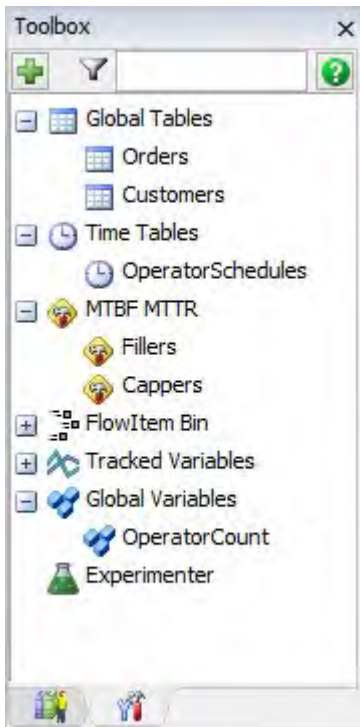 Toolbox
Global Tables
Orders
Customers
Time Tables
OperatorSchedules
MTBF MTTR
Fillers
Cappers
FlowItem Bin
Tracked Variables
Global Variables
OperatorCount
Experimenter